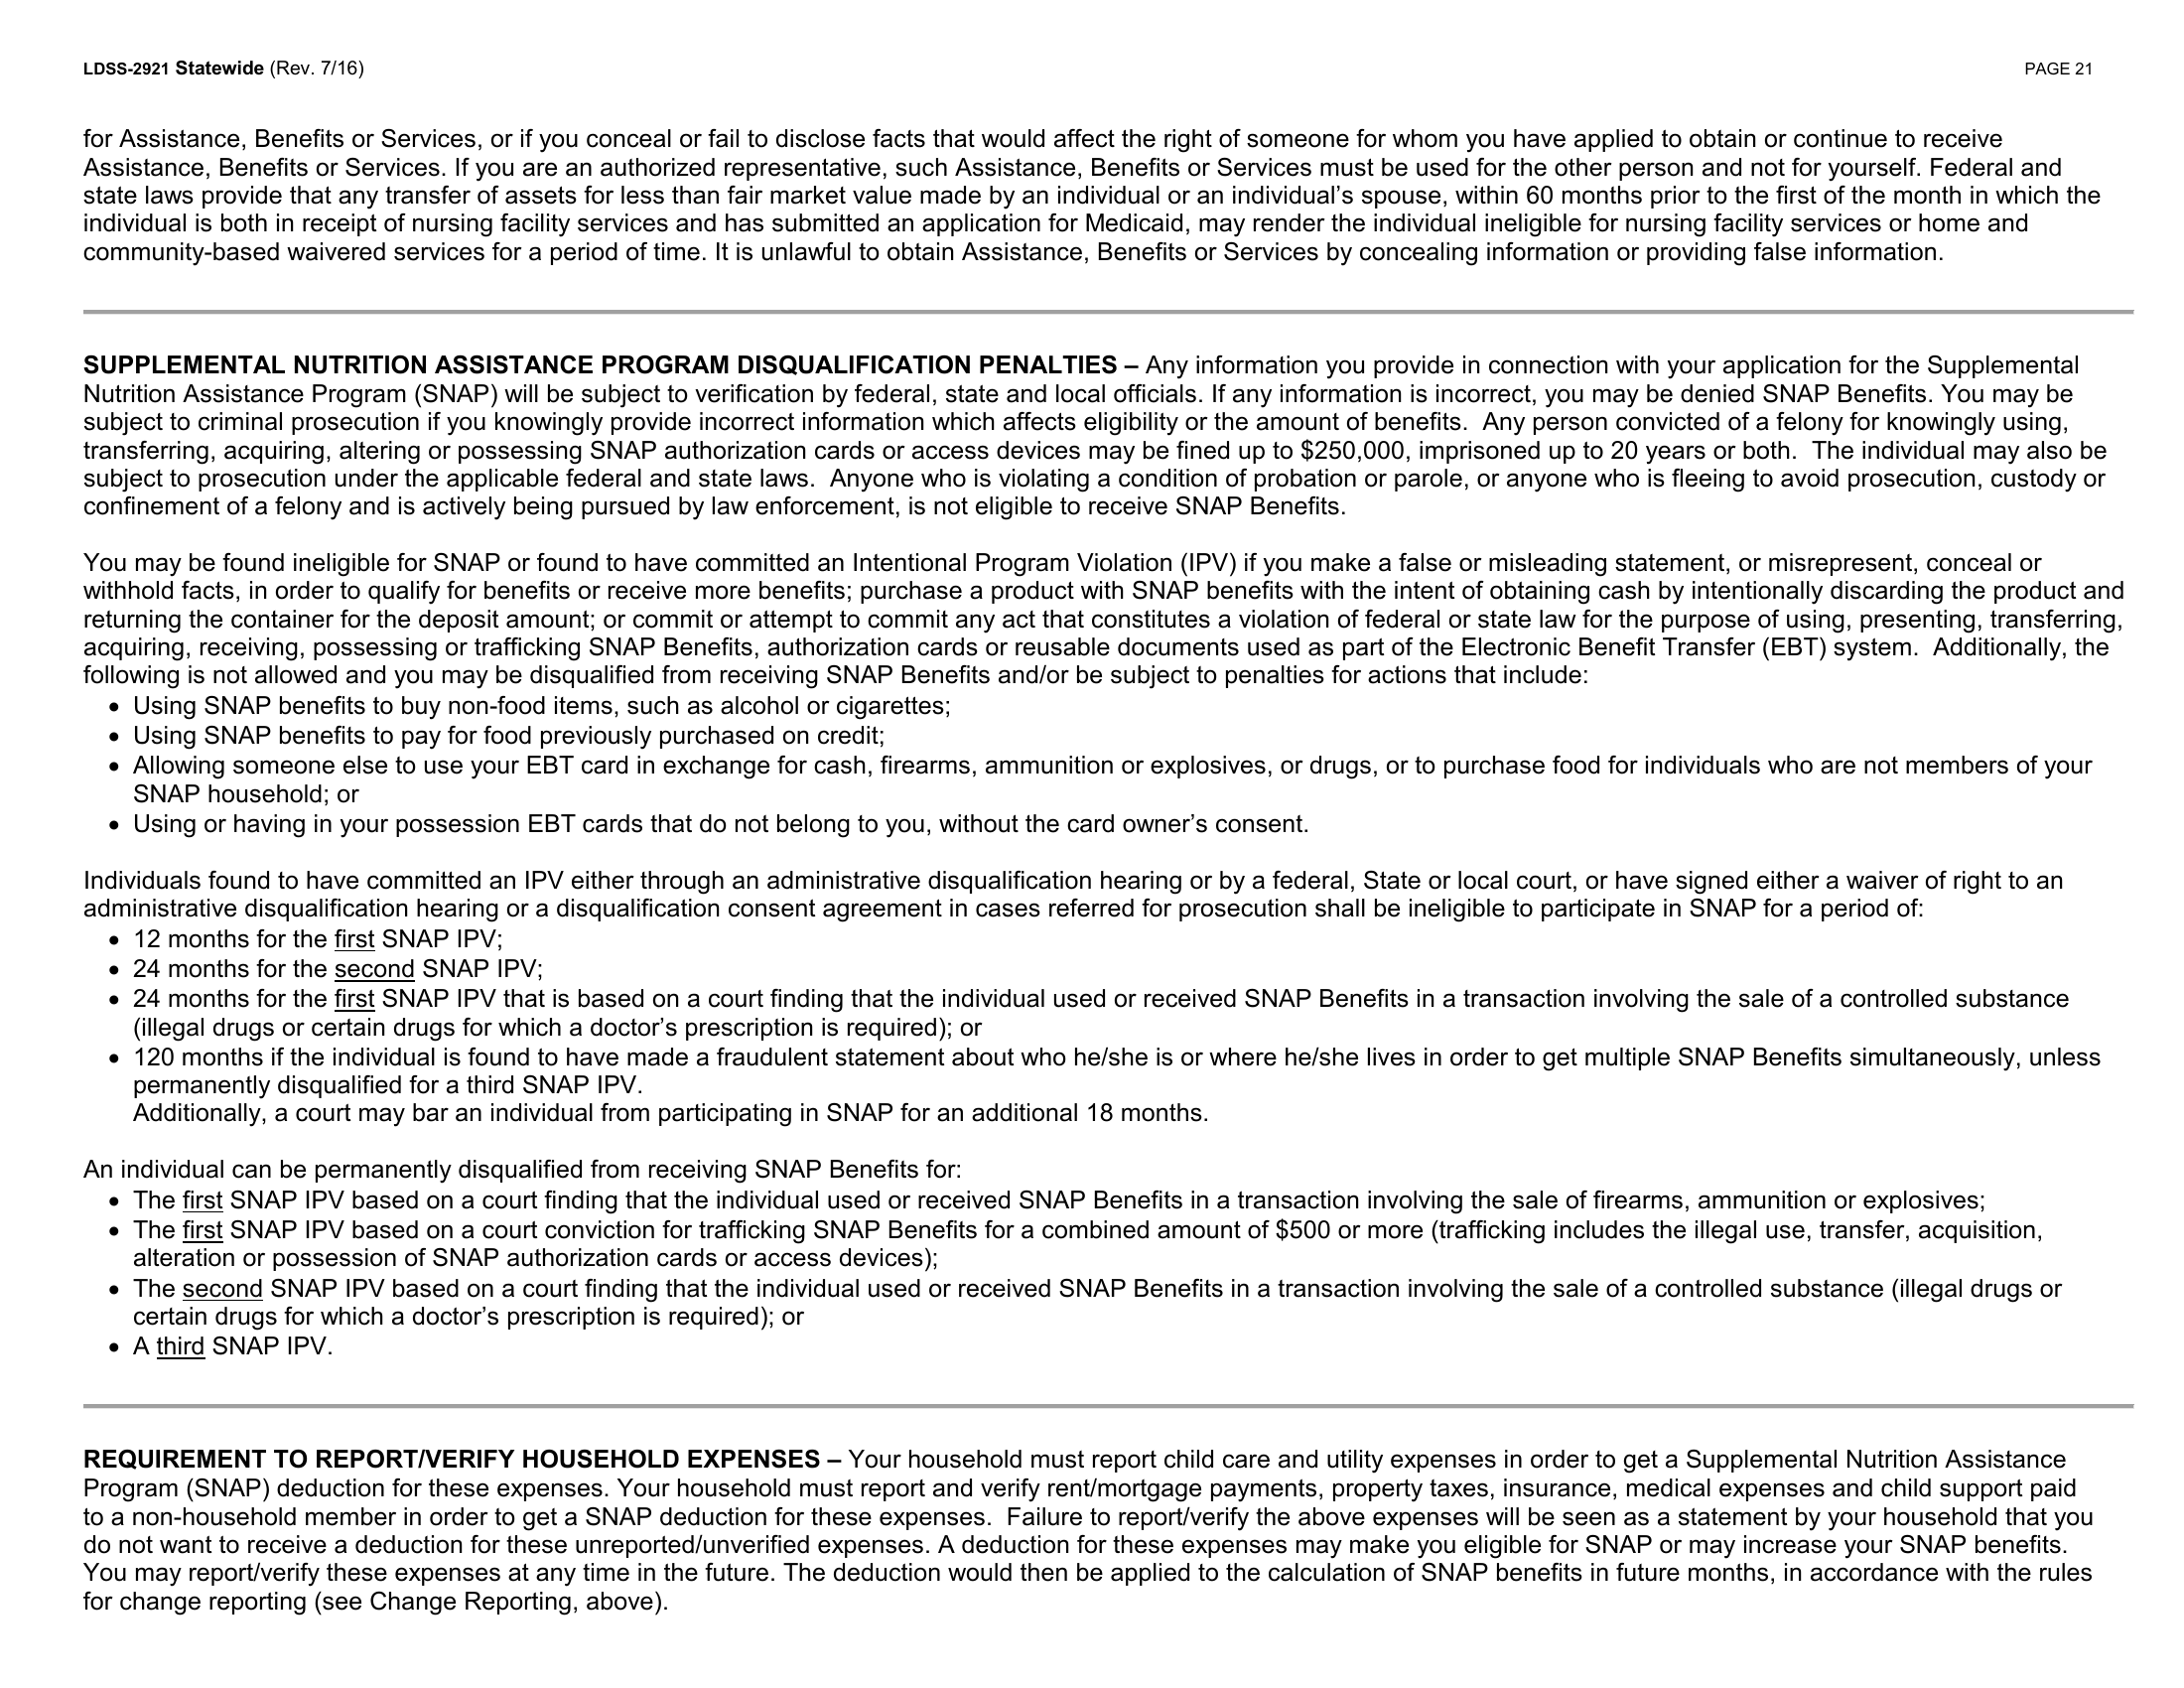 LDSS-2921 Statewide (Rev. 7/16)
PAGE 21
for Assistance, Benefits or Services, or if you conceal or fail to disclose facts that would affect the right of someone for whom you have applied to obtain or continue to receive
Assistance, Benefits or Services. If you are an authorized representative, such Assistance, Benefits or Services must be used for the other person and not for yourself. Federal and
state laws provide that any transfer of assets for less than fair market value made by an individual or an individual’s spouse, within 60 months prior to the first of the month in which the
individual is both in receipt of nursing facility services and has submitted an application for Medicaid, may render the individual ineligible for nursing facility services or home and
community-based waivered services for a period of time. It is unlawful to obtain Assistance, Benefits or Services by concealing information or providing false information.
SUPPLEMENTAL NUTRITION ASSISTANCE PROGRAM DISQUALIFICATION PENALTIES – Any information you provide in connection with your application for the Supplemental
Nutrition Assistance Program (SNAP) will be subject to verification by federal, state and local officials. If any information is incorrect, you may be denied SNAP Benefits. You may be
subject to criminal prosecution if you knowingly provide incorrect information which affects eligibility or the amount of benefits.  Any person convicted of a felony for knowingly using,
transferring, acquiring, altering or possessing SNAP authorization cards or access devices may be fined up to $250,000, imprisoned up to 20 years or both.  The individual may also be
subject to prosecution under the applicable federal and state laws.  Anyone who is violating a condition of probation or parole, or anyone who is fleeing to avoid prosecution, custody or
confinement of a felony and is actively being pursued by law enforcement, is not eligible to receive SNAP Benefits.
You may be found ineligible for SNAP or found to have committed an Intentional Program Violation (IPV) if you make a false or misleading statement, or misrepresent, conceal or
withhold facts, in order to qualify for benefits or receive more benefits; purchase a product with SNAP benefits with the intent of obtaining cash by intentionally discarding the product and
returning the container for the deposit amount; or commit or attempt to commit any act that constitutes a violation of federal or state law for the purpose of using, presenting, transferring,
acquiring, receiving, possessing or trafficking SNAP Benefits, authorization cards or reusable documents used as part of the Electronic Benefit Transfer (EBT) system.  Additionally, the
following is not allowed and you may be disqualified from receiving SNAP Benefits and/or be subject to penalties for actions that include:
• Using SNAP benefits to buy non-food items, such as alcohol or cigarettes;
• Using SNAP benefits to pay for food previously purchased on credit;
• Allowing someone else to use your EBT card in exchange for cash, firearms, ammunition or explosives, or drugs, or to purchase food for individuals who are not members of your
SNAP household; or
• Using or having in your possession EBT cards that do not belong to you, without the card owner’s consent.
Individuals found to have committed an IPV either through an administrative disqualification hearing or by a federal, State or local court, or have signed either a waiver of right to an
administrative disqualification hearing or a disqualification consent agreement in cases referred for prosecution shall be ineligible to participate in SNAP for a period of:
• 12 months for the first SNAP IPV;
• 24 months for the second SNAP IPV;
• 24 months for the first SNAP IPV that is based on a court finding that the individual used or received SNAP Benefits in a transaction involving the sale of a controlled substance
(illegal drugs or certain drugs for which a doctor’s prescription is required); or
• 120 months if the individual is found to have made a fraudulent statement about who he/she is or where he/she lives in order to get multiple SNAP Benefits simultaneously, unless
permanently disqualified for a third SNAP IPV.
Additionally, a court may bar an individual from participating in SNAP for an additional 18 months.
An individual can be permanently disqualified from receiving SNAP Benefits for:
• The first SNAP IPV based on a court finding that the individual used or received SNAP Benefits in a transaction involving the sale of firearms, ammunition or explosives;
• The first SNAP IPV based on a court conviction for trafficking SNAP Benefits for a combined amount of $500 or more (trafficking includes the illegal use, transfer, acquisition,
alteration or possession of SNAP authorization cards or access devices);
• The second SNAP IPV based on a court finding that the individual used or received SNAP Benefits in a transaction involving the sale of a controlled substance (illegal drugs or
certain drugs for which a doctor’s prescription is required); or
• A third SNAP IPV.
REQUIREMENT TO REPORT/VERIFY HOUSEHOLD EXPENSES – Your household must report child care and utility expenses in order to get a Supplemental Nutrition Assistance
Program (SNAP) deduction for these expenses. Your household must report and verify rent/mortgage payments, property taxes, insurance, medical expenses and child support paid
to a non-household member in order to get a SNAP deduction for these expenses.  Failure to report/verify the above expenses will be seen as a statement by your household that you
do not want to receive a deduction for these unreported/unverified expenses. A deduction for these expenses may make you eligible for SNAP or may increase your SNAP benefits.
You may report/verify these expenses at any time in the future. The deduction would then be applied to the calculation of SNAP benefits in future months, in accordance with the rules
for change reporting (see Change Reporting, above).